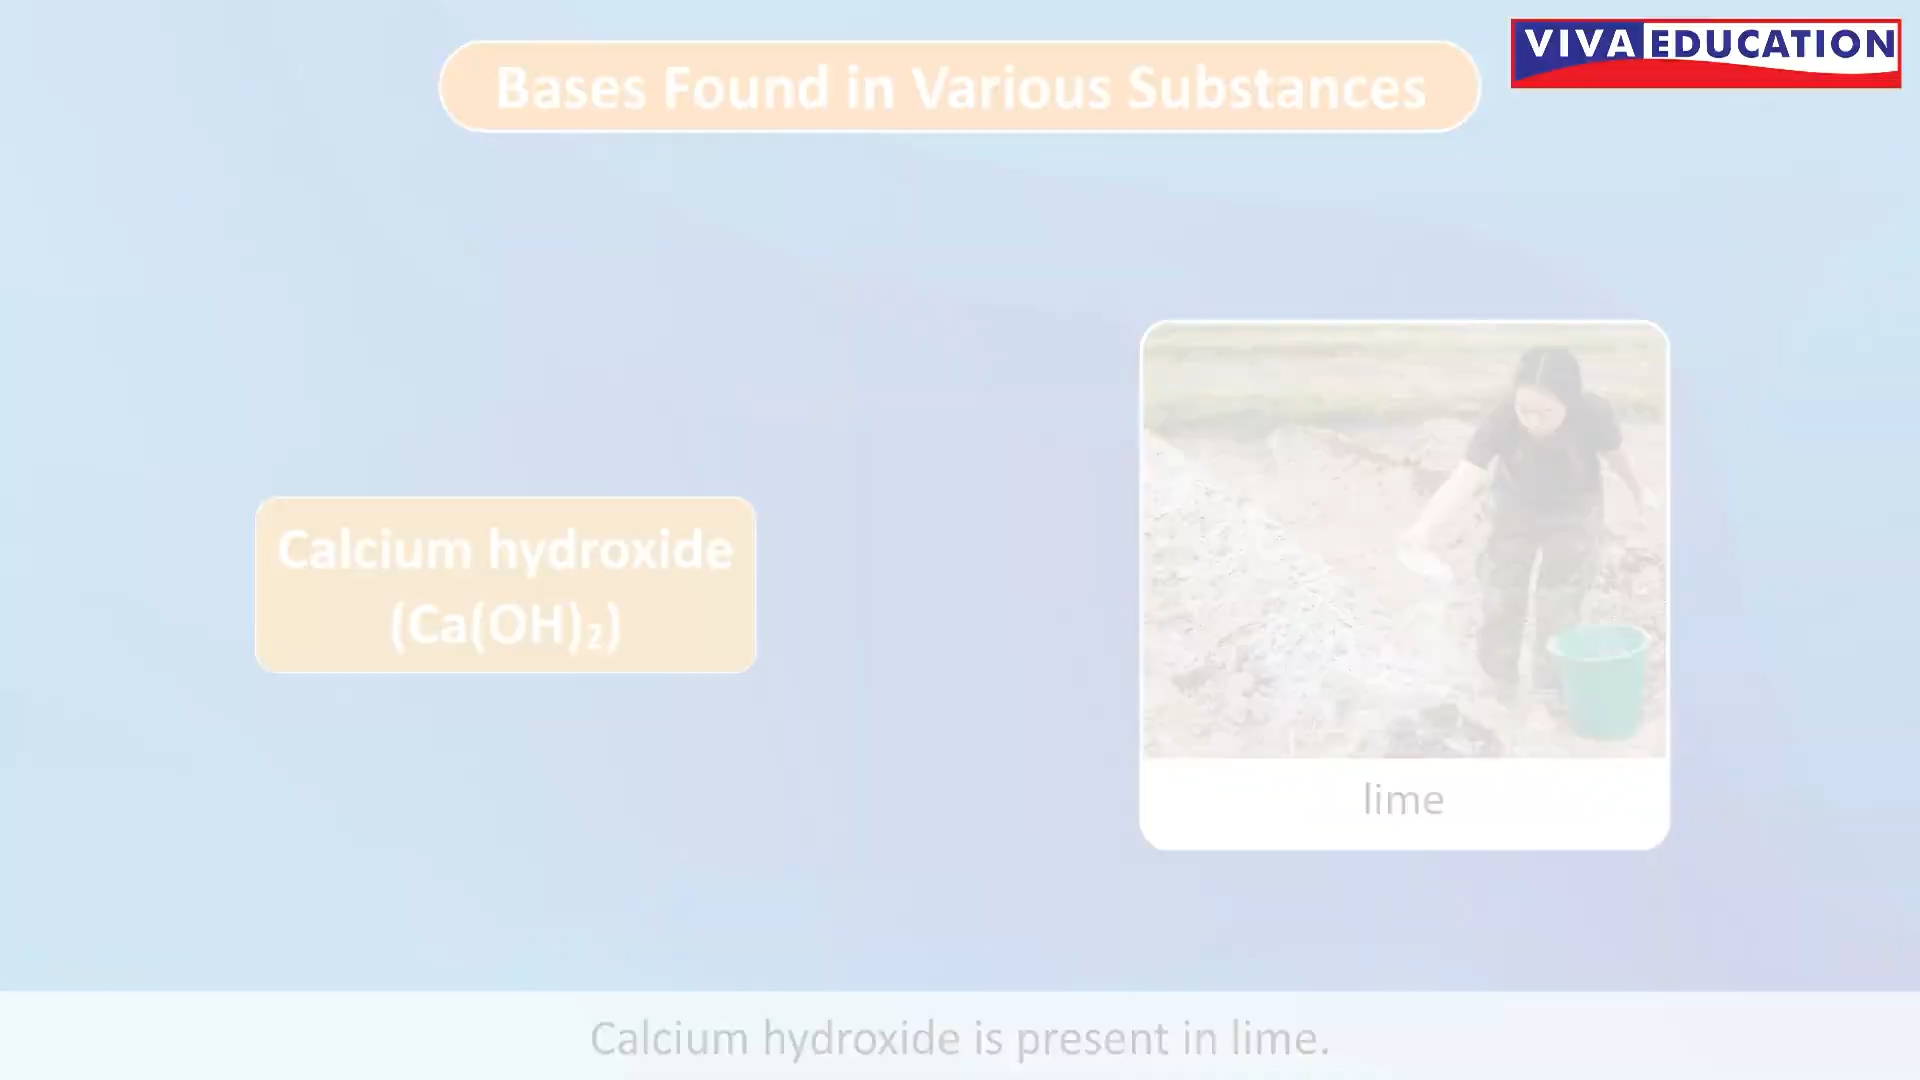 VIVA EDUCATION
Bases Found in Various Substances
Calcium hydroxide
(Ca(OH)₂)
lime
Calcium hydroxide is present in lime.